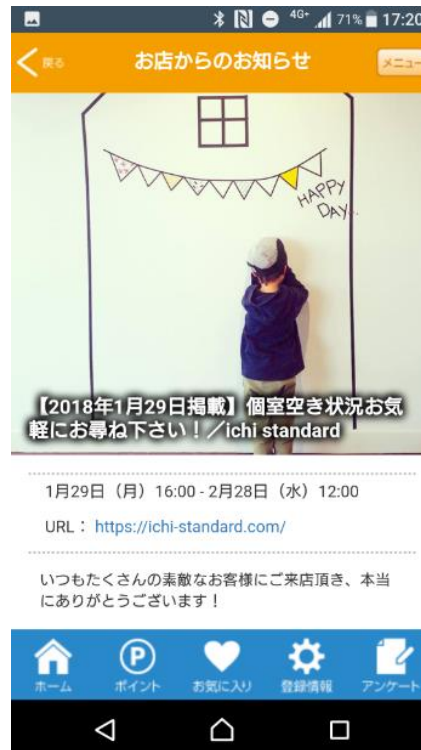 4G+ 71% 17:20
戻る お店からのお知らせ メニュー
HAPPY
DAY...
【2018年1月29日掲載】個室空き状況お気
軽にお尋ね下さい!／ichi standard
1月29日（月）16:00 - 2月28日（水）12:00
URL： https://ichi-standard.com/
いつもたくさんの素敵なお客様にご来店頂き、本当
にありがとうございます！
P
ホーム ポイント お気に入り 登録情報 アンケート